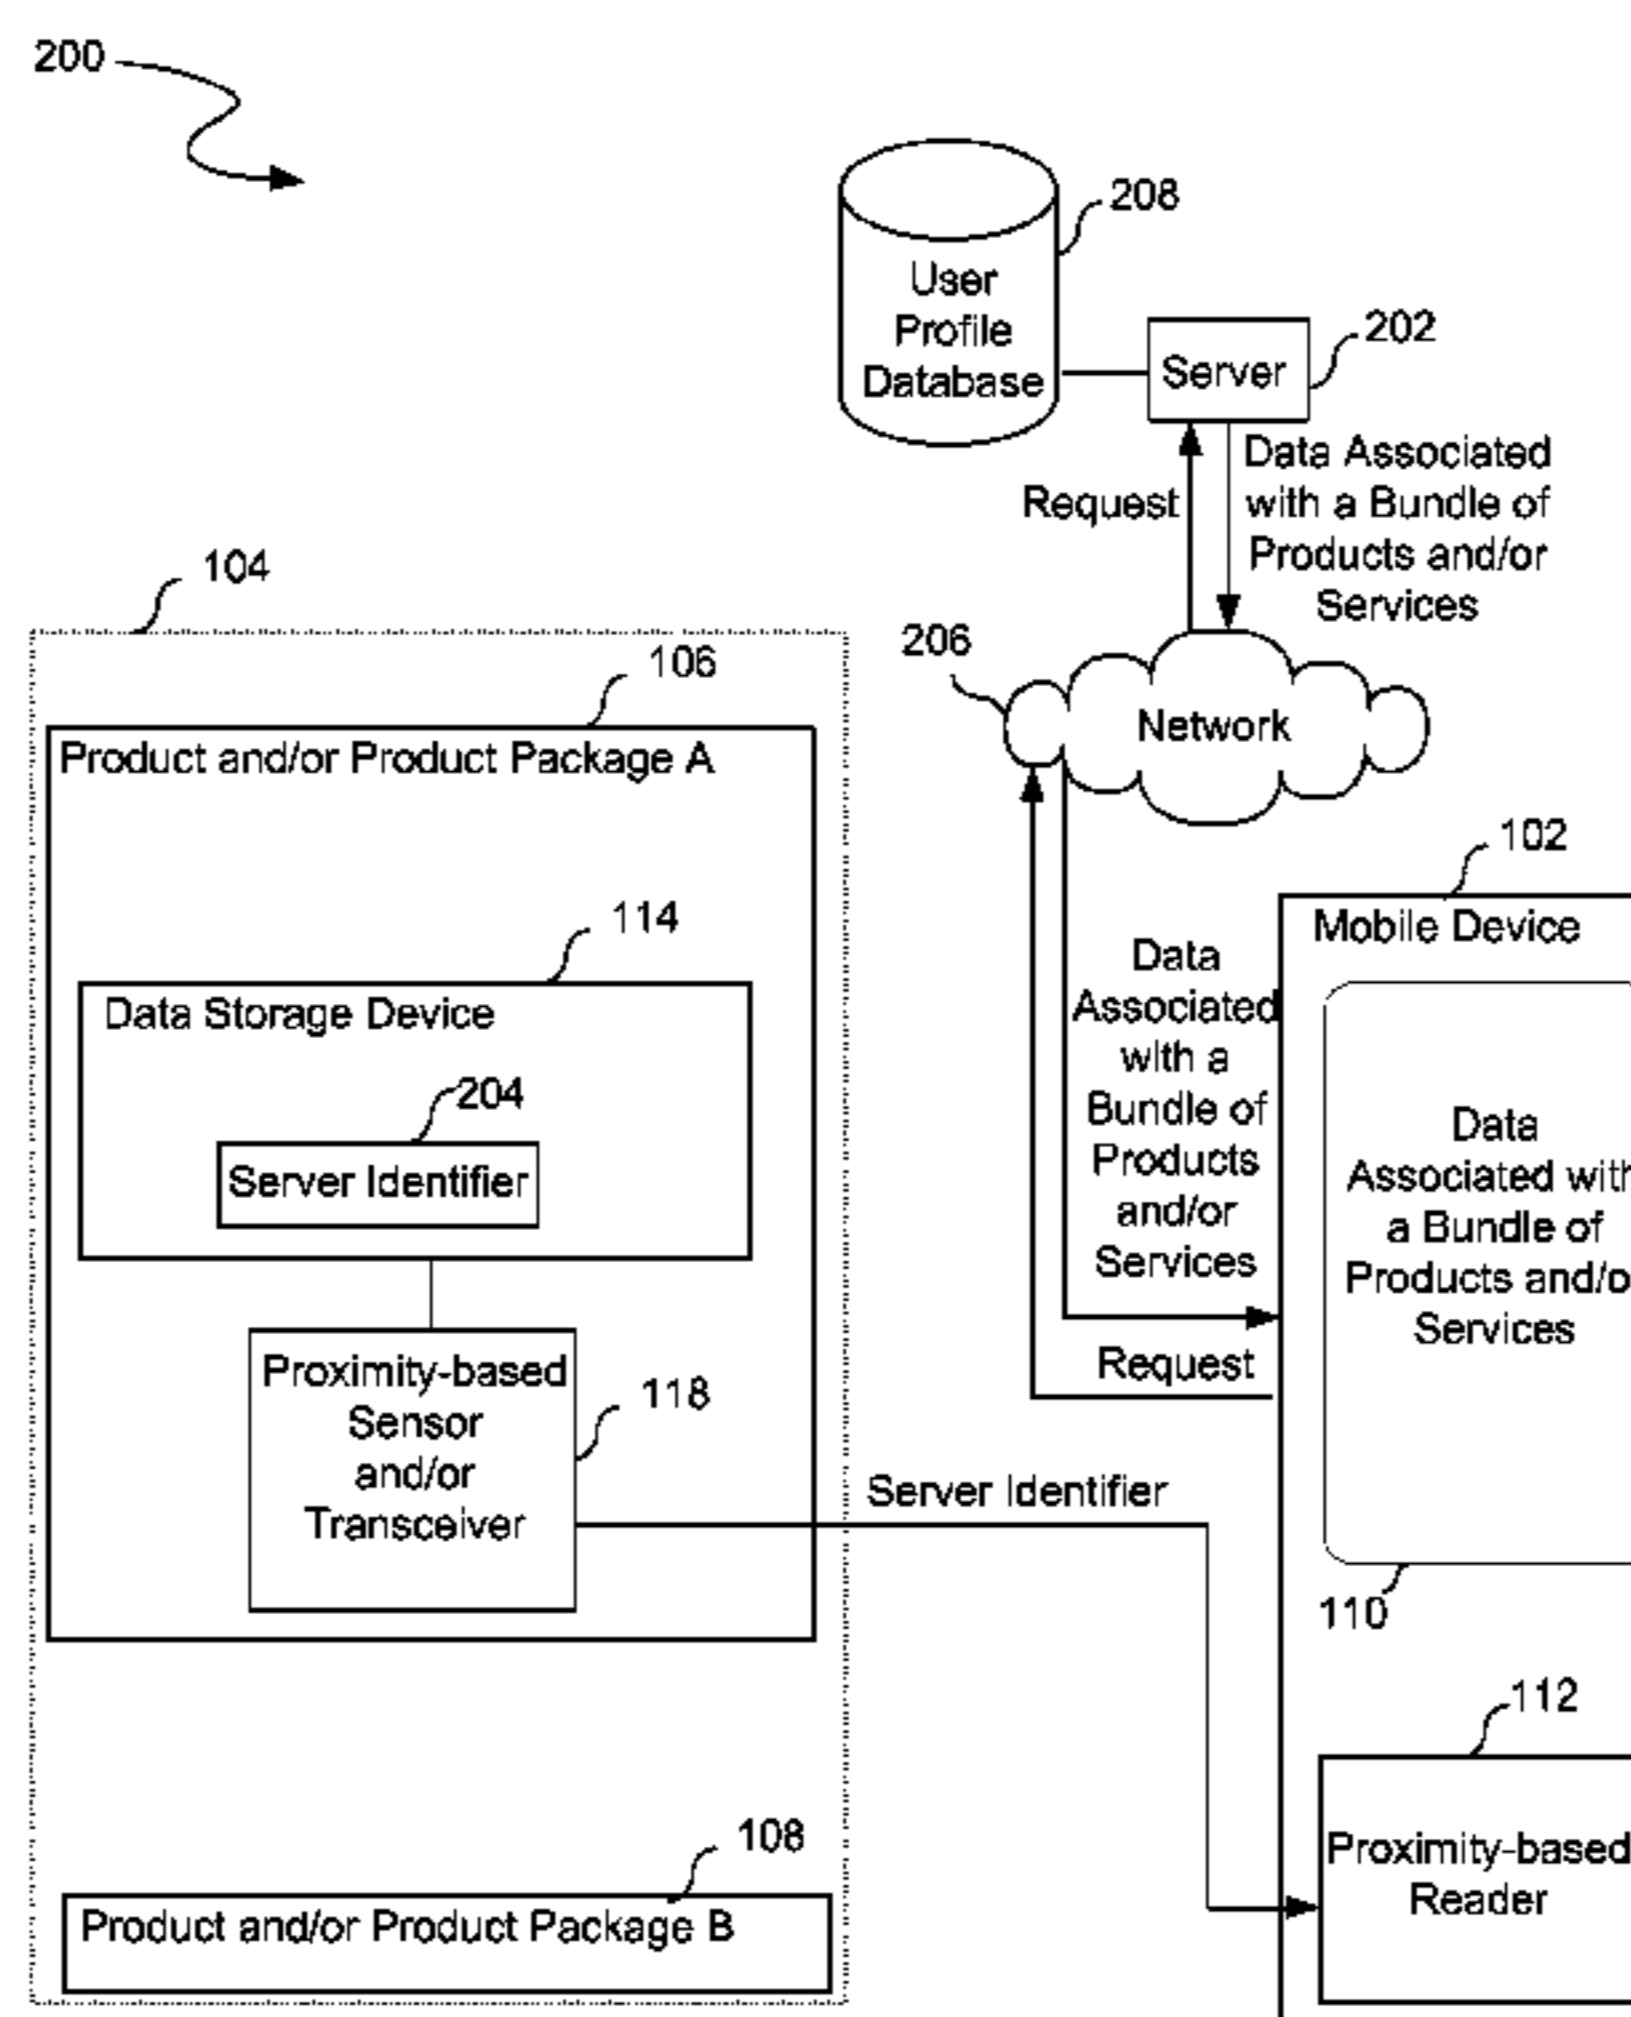 200
208
User
Profile
Database
202
Server
Request
Data Associated
with a Bundle of
Products and/or
Services
104
206
Network
106
Product and/or Product Package A
114
Data Storage Device
204
Server Identifier
Proximity-based
Sensor
and/or
Transceiver
118
102
Mobile Device
Data
Associated
with a
Bundle of
Products
and/or
Services
Request
Data
Associated with
a Bundle of
Products and/o
Services
110
Server Identifier
112
Proximity-based
Reader
108
Product and/or Product Package B